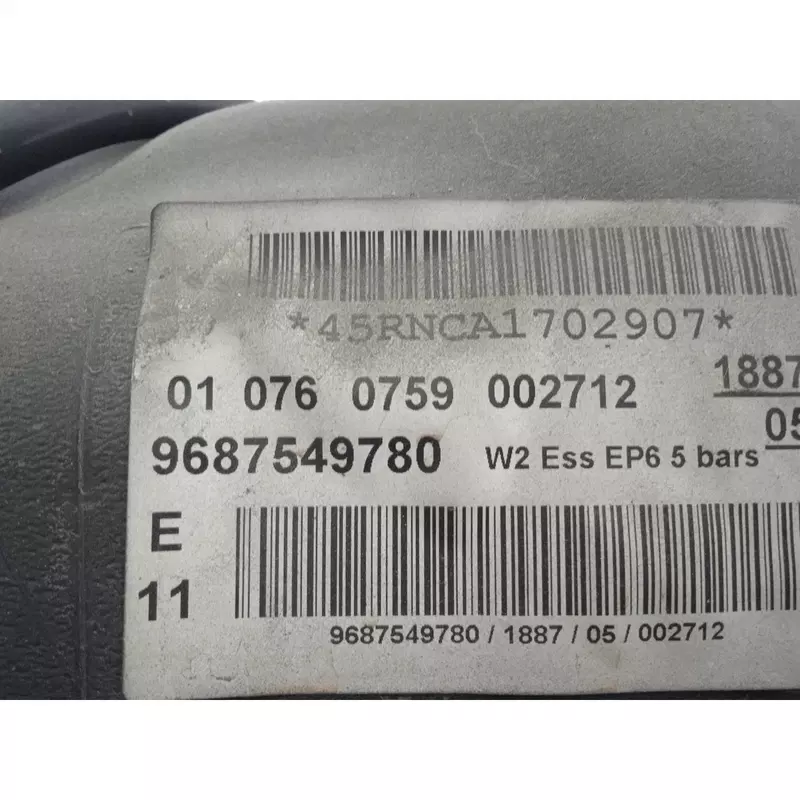 *45RNCA1702907*
01 076 0759 002712 1887
05
9687549780 W2 Ess EP6 5 bars
E
11
9687549780 / 1887 / 05 / 002712